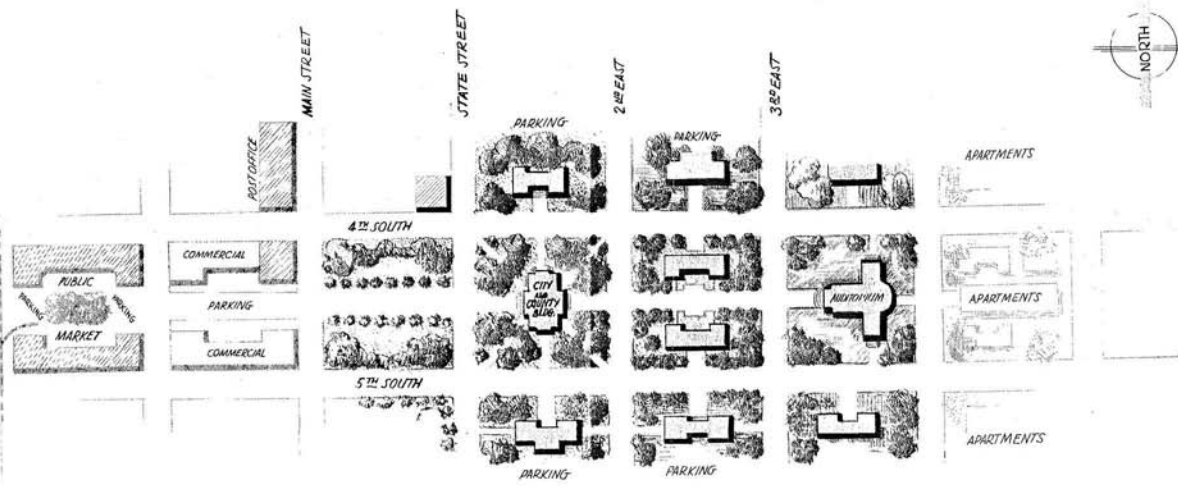 NORTH
MAIN STREET
STATE STREET
2ND EAST
3RD EAST
PARKING
PARKING
POST OFFICE
APARTMENTS
4TH SOUTH
COMMERCIAL
PUBLIC
PARKING
PARKING
MARKET
PARKING
COMMERCIAL
CITY
AND
COUNTY
BLDG.
AUDITORIUM
APARTMENTS
5TH SOUTH
PARKING
PARKING
APARTMENTS